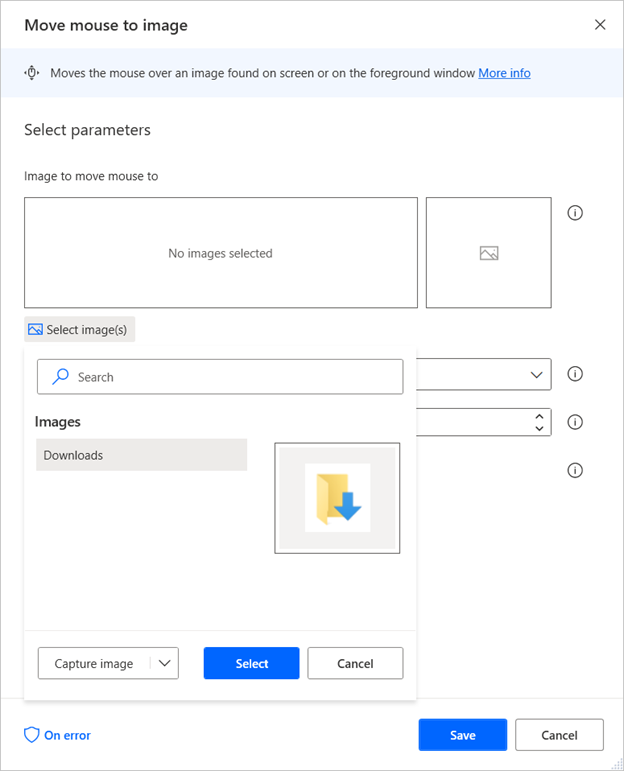 Move mouse to image
Moves the mouse over an image found on screen or on the foreground window More info
Select parameters
Image to move mouse to
No images selected
Select image(s)
Search
Images
Downloads
Capture image
Select
Cancel
On error
Save
Cancel